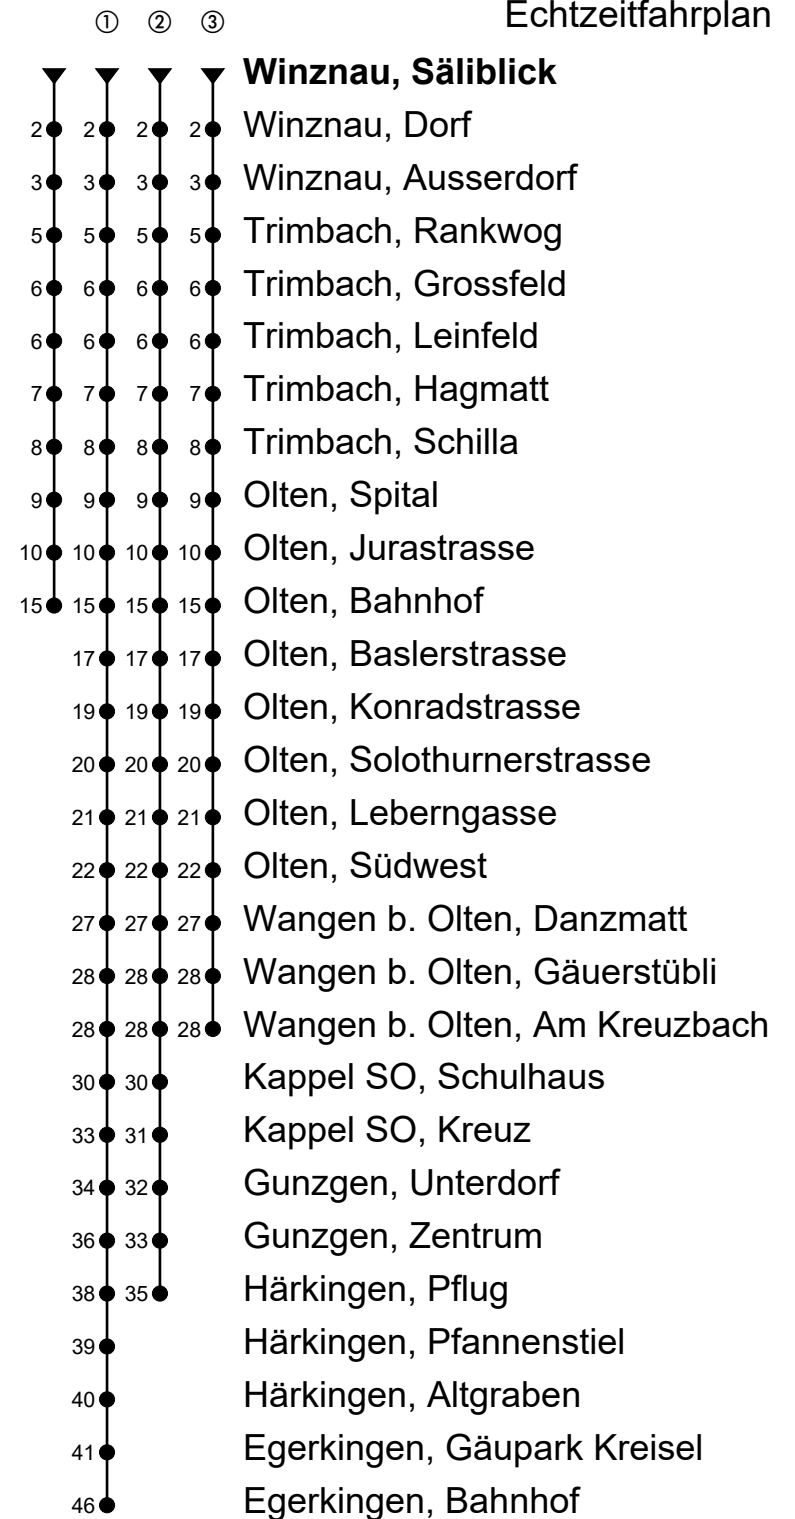 Echtzeitfahrplan
① ② ③
Winznau, Säliblick
2 2 2 2 Winznau, Dorf
3 3 3 3 Winznau, Ausserdorf
5 5 5 5 Trimbach, Rankwog
6 6 6 6 Trimbach, Grossfeld
6 6 6 6 Trimbach, Leinfeld
7 7 7 7 Trimbach, Hagmatt
8 8 8 8 Trimbach, Schilla
9 9 9 9 Olten, Spital
10 10 10 10 Olten, Jurastrasse
15 15 15 15 Olten, Bahnhof
17 17 17 Olten, Baslerstrasse
19 19 19 Olten, Konradstrasse
20 20 20 Olten, Solothurnerstrasse
21 21 21 Olten, Leberngasse
22 22 22 Olten, Südwest
27 27 27 Wangen b. Olten, Danzmatt
28 28 28 Wangen b. Olten, Gäuerstübli
28 28 28 Wangen b. Olten, Am Kreuzbach
30 30 Kappel SO, Schulhaus
33 31 Kappel SO, Kreuz
34 32 Gunzgen, Unterdorf
36 33 Gunzgen, Zentrum
38 35 Härkingen, Pflug
39 Härkingen, Pfannenstiel
40 Härkingen, Altgraben
41 Egerkingen, Gäupark Kreisel
46 Egerkingen, Bahnhof